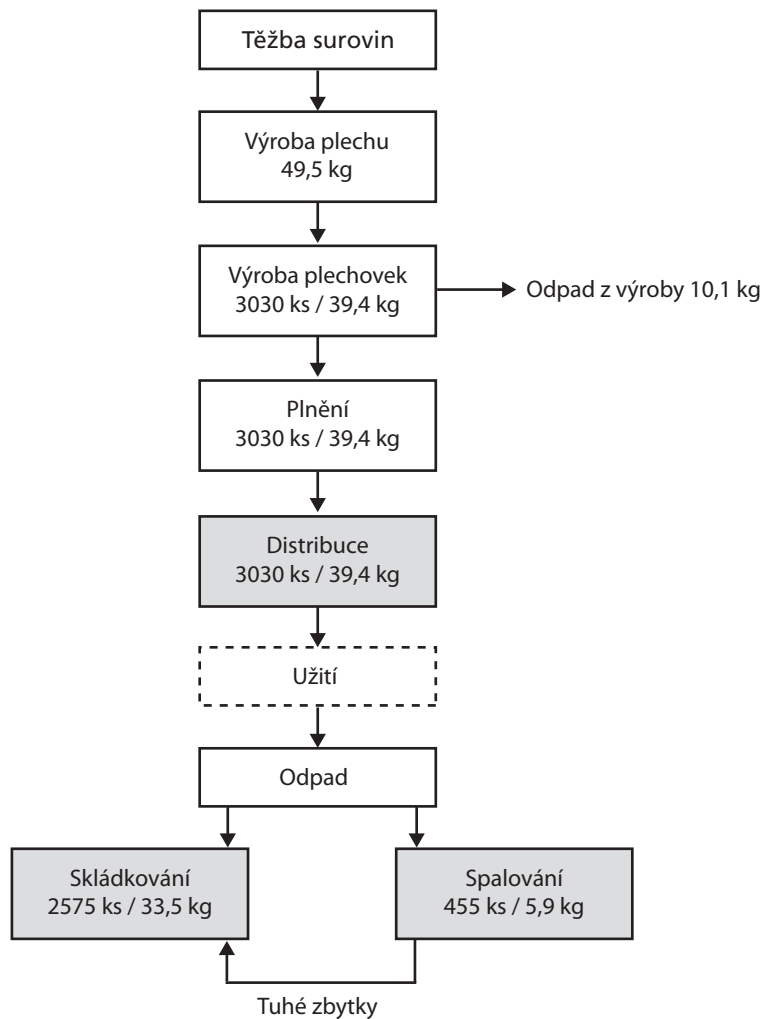 Těžba surovin
Výroba plechu
49,5 kg
Výroba plechovek
3030 ks / 39,4 kg
Odpad z výroby 10,1 kg
Plnění
3030 ks / 39,4 kg
Distribuce
3030 ks / 39,4 kg
Užití
Odpad
Skládkování
2575 ks / 33,5 kg
Spalování
455 ks / 5,9 kg
Tuhé zbytky